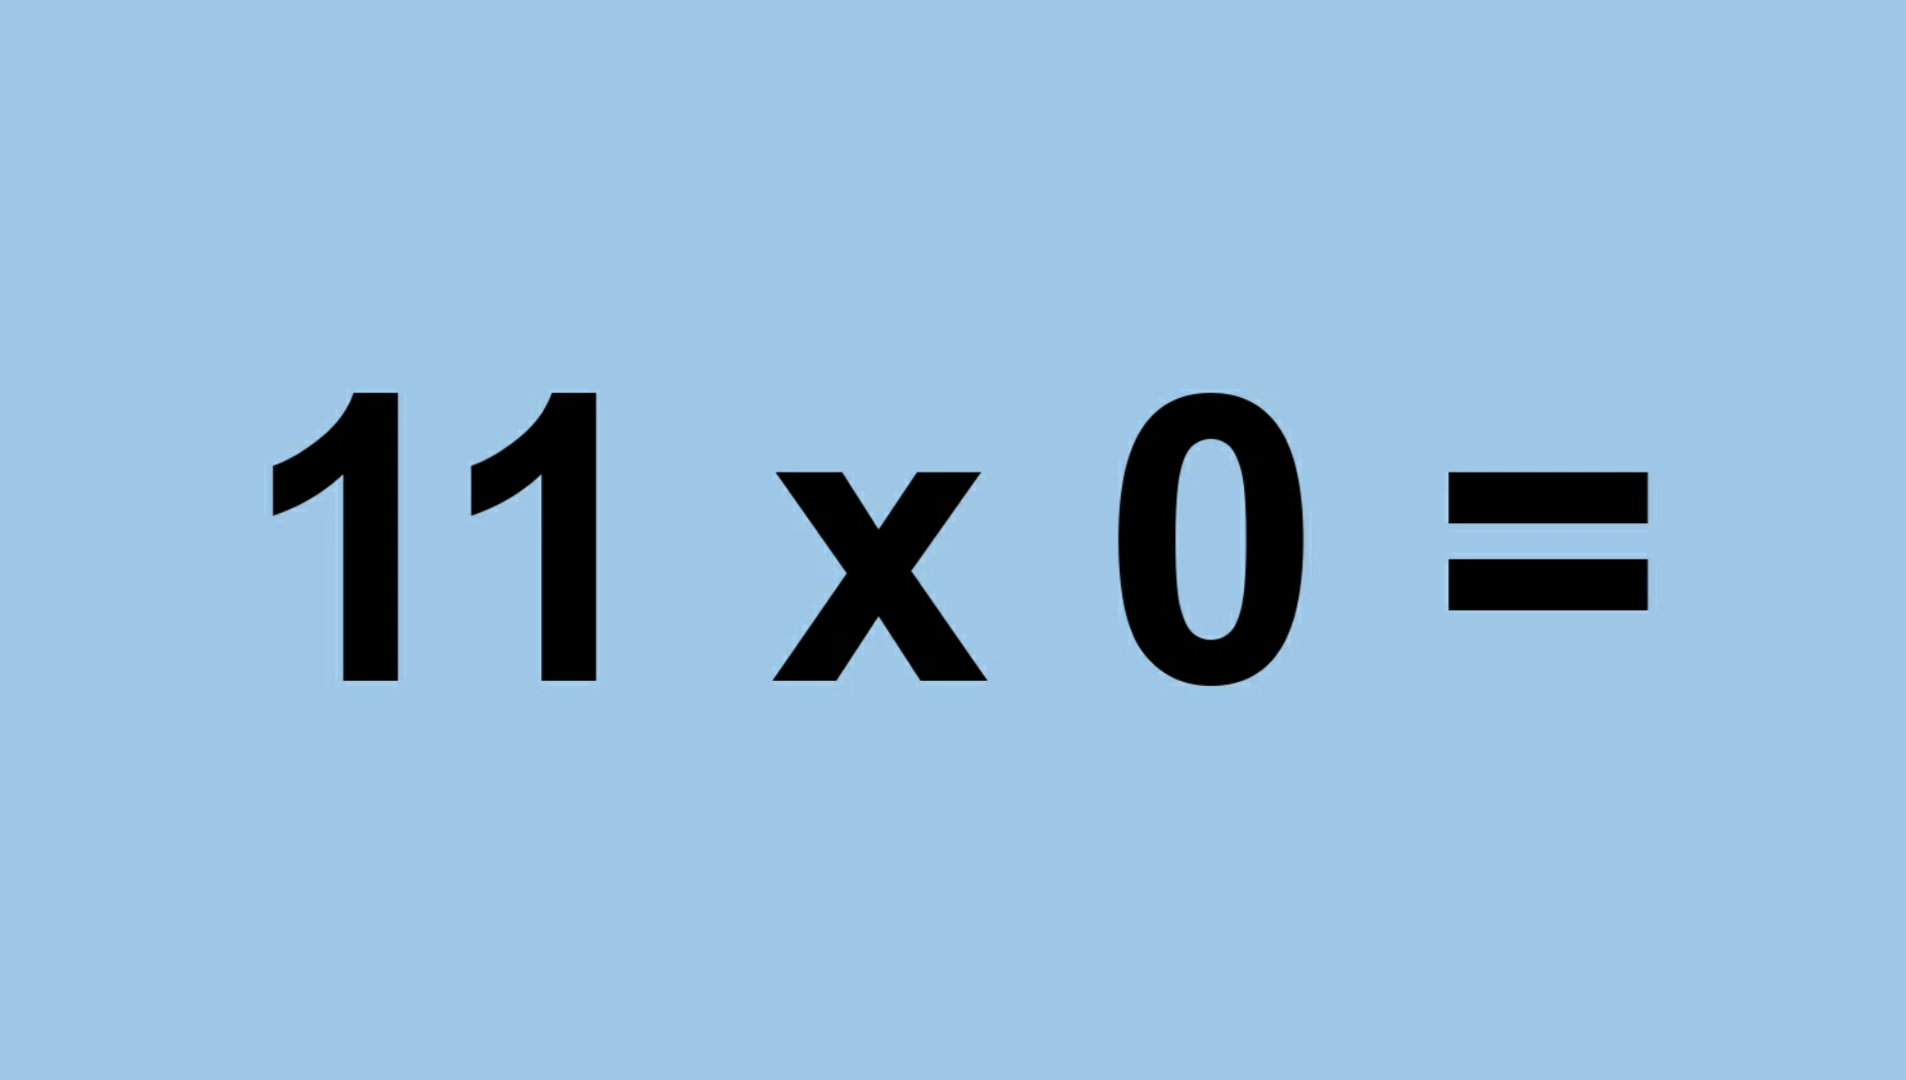 11 x 0 =